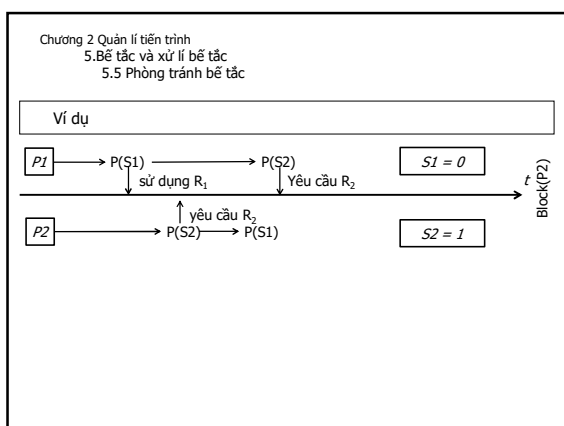 Chương 2 Quản lí tiến trình
5.Bế tắc và xử lí bế tắc
5.5 Phòng tránh bế tắc
Ví dụ
P1 P(S1) P(S2) S1 = 0
sử dụng R1 Yêu cầu R2
t
Block(P2)
yêu cầu R2
P2 P(S2) P(S1) S2 = 1